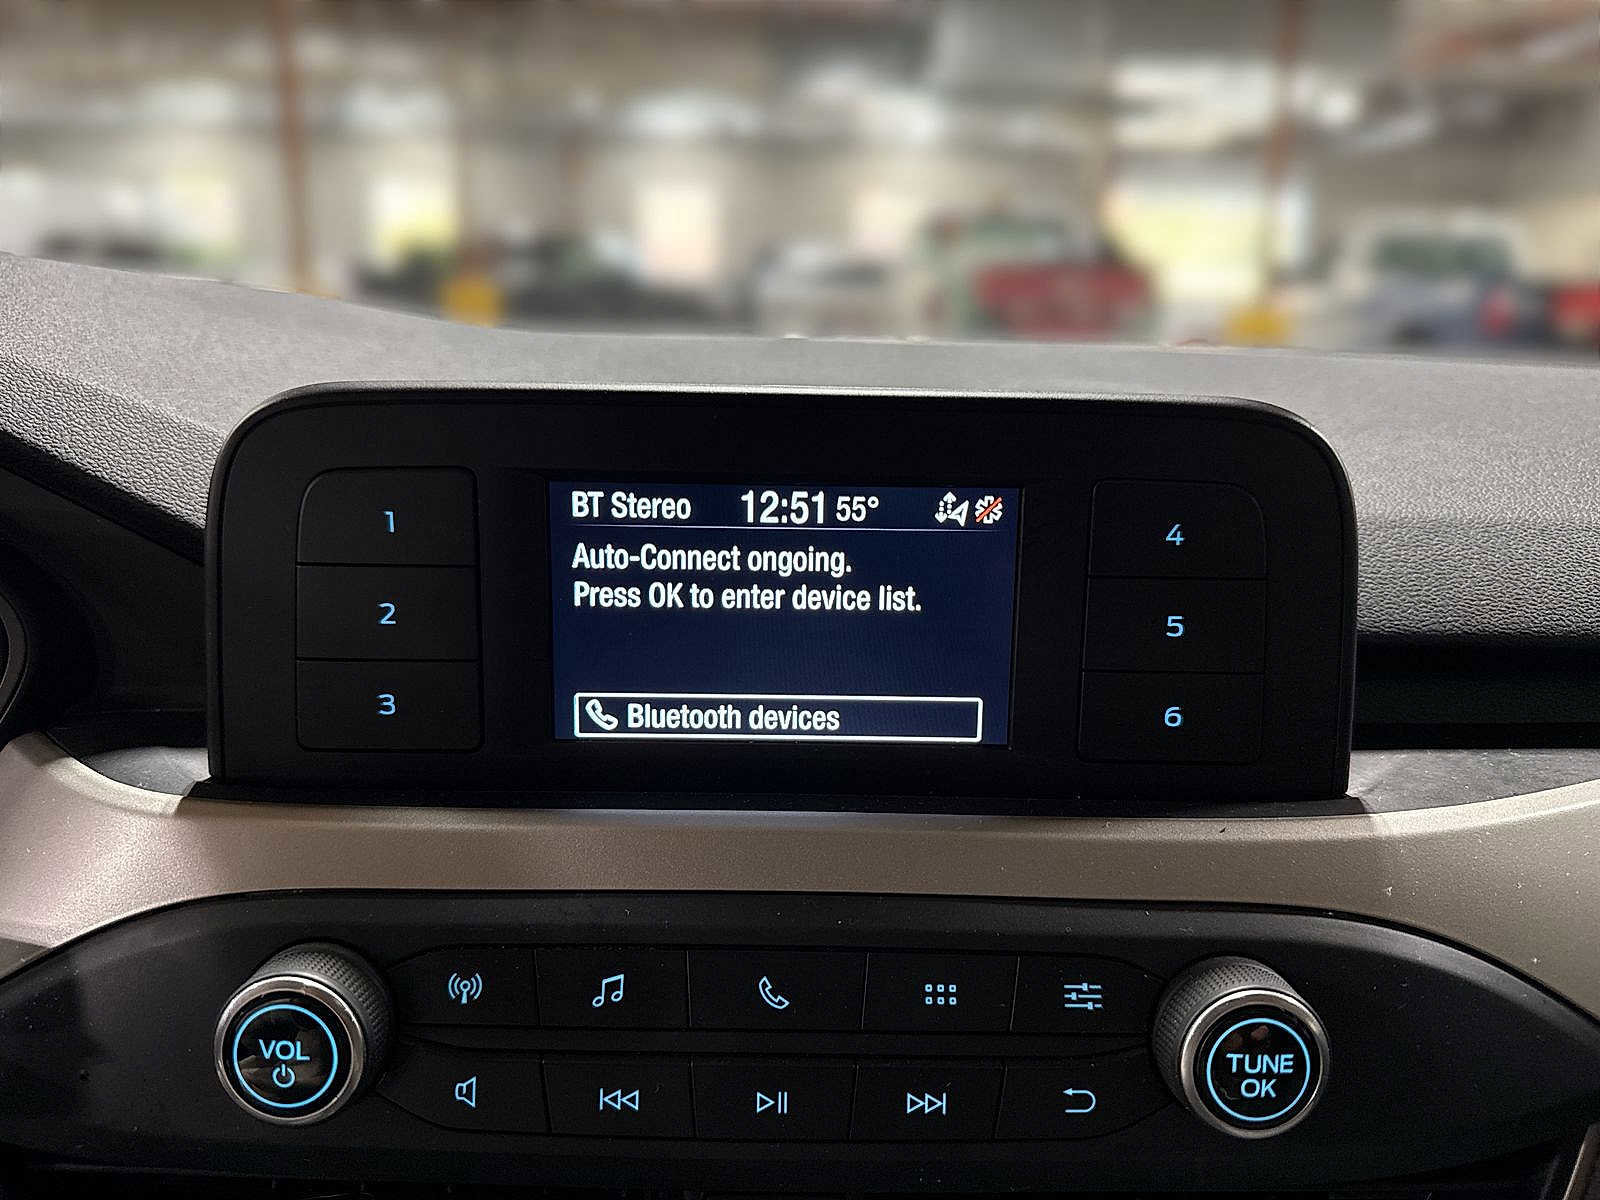 BT Stereo 12:51 55°
Auto-Connect ongoing.
Press OK to enter device list.
Bluetooth devices
1
2
3
4
5
6
VOL
TUNE
OK